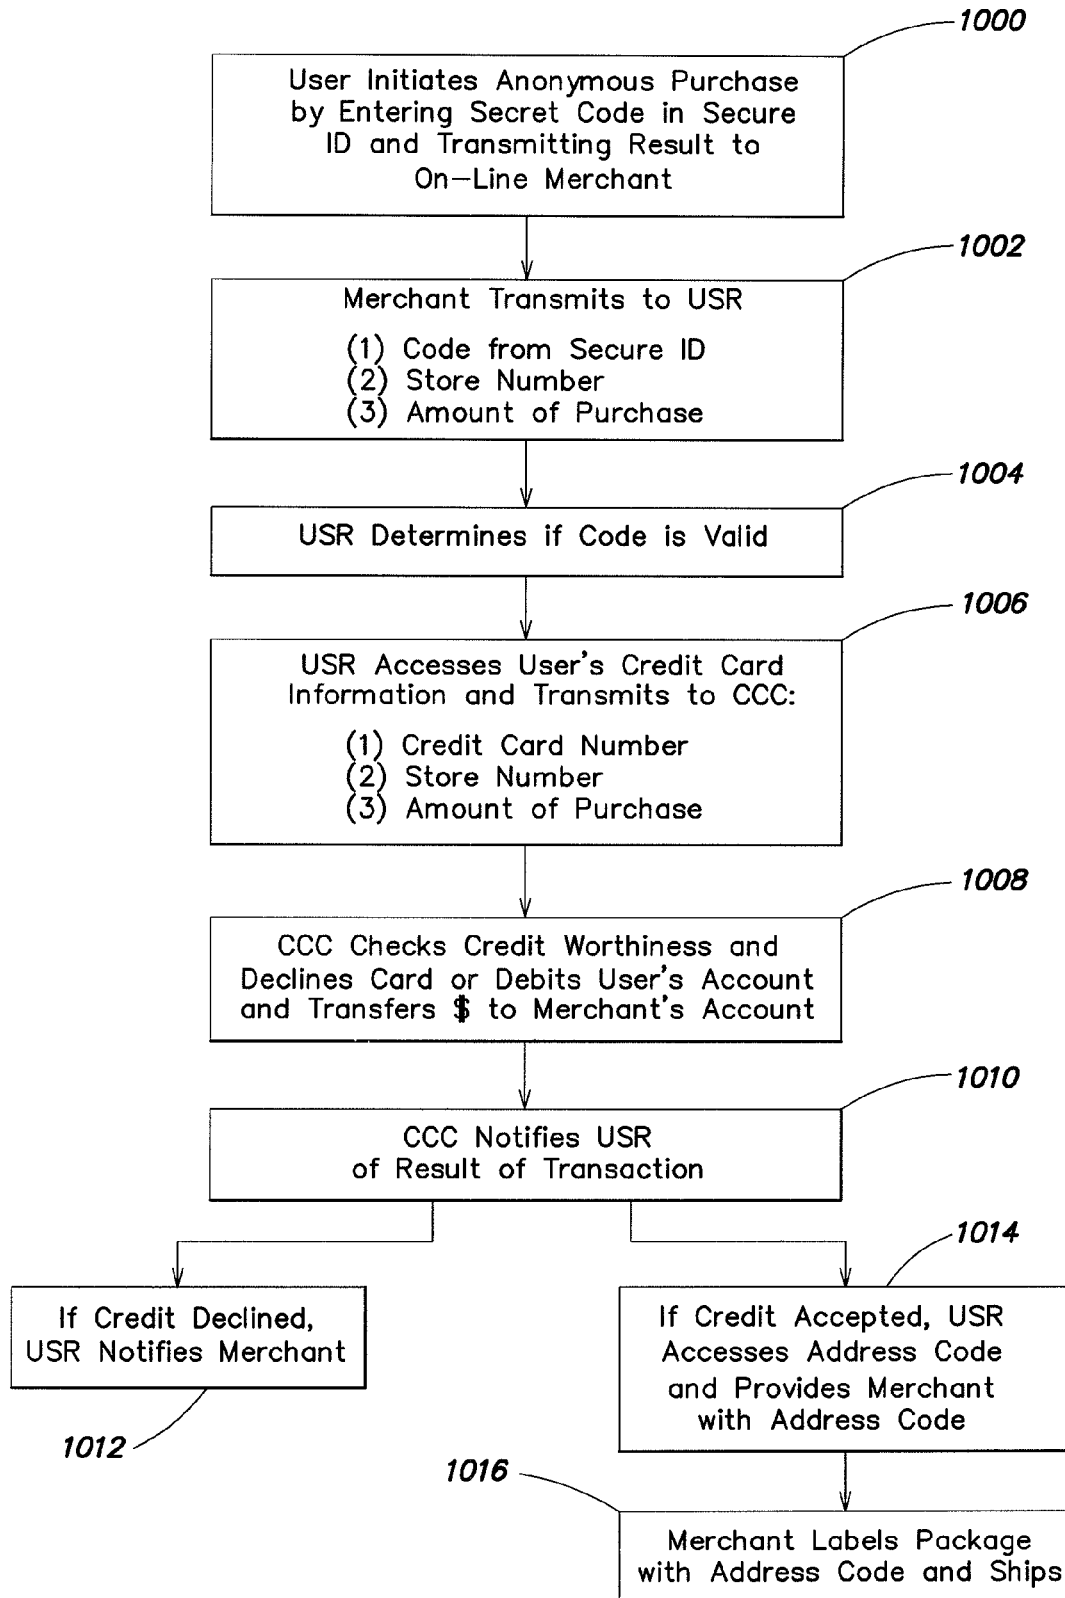 1000
User Initiates Anonymous Purchase
by Entering Secret Code in Secure
ID and Transmitting Result to
On-Line Merchant
1002
Merchant Transmits to USR
(1) Code from Secure ID
(2) Store Number
(3) Amount of Purchase
1004
USR Determines if Code is Valid
1006
USR Accesses User's Credit Card
Information and Transmits to CCC:
(1) Credit Card Number
(2) Store Number
(3) Amount of Purchase
1008
CCC Checks Credit Worthiness and
Declines Card or Debits User's Account
and Transfers $ to Merchant's Account
1010
CCC Notifies USR
of Result of Transaction
If Credit Declined,
USR Notifies Merchant
1012
1014
If Credit Accepted, USR
Accesses Address Code
and Provides Merchant
with Address Code
1016
Merchant Labels Package
with Address Code and Ships